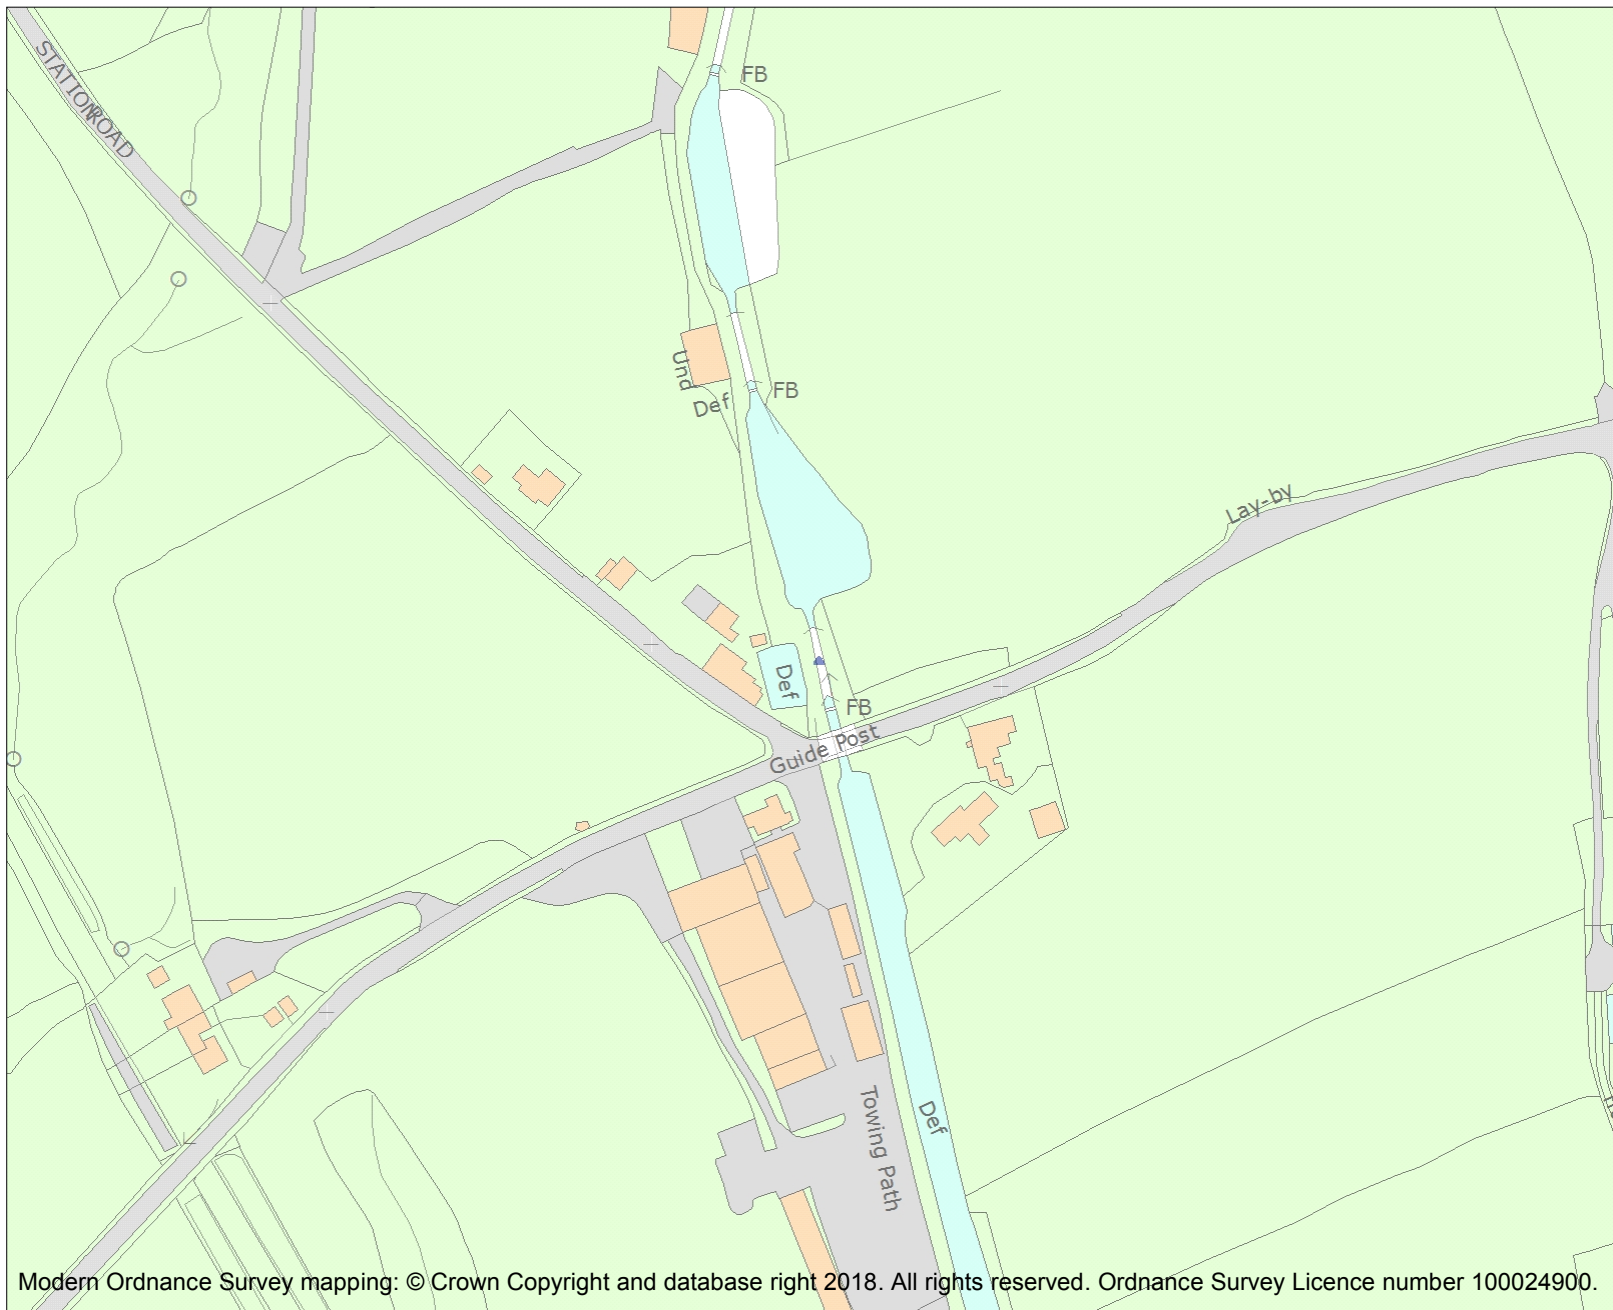 STATION ROAD
FB
Und
Def
FB
Lay-by
Def
FB
Guide Post
Towing Path
Def
Modern Ordnance Survey mapping: © Crown Copyright and database right 2018. All rights reserved. Ordnance Survey Licence number 100024900.